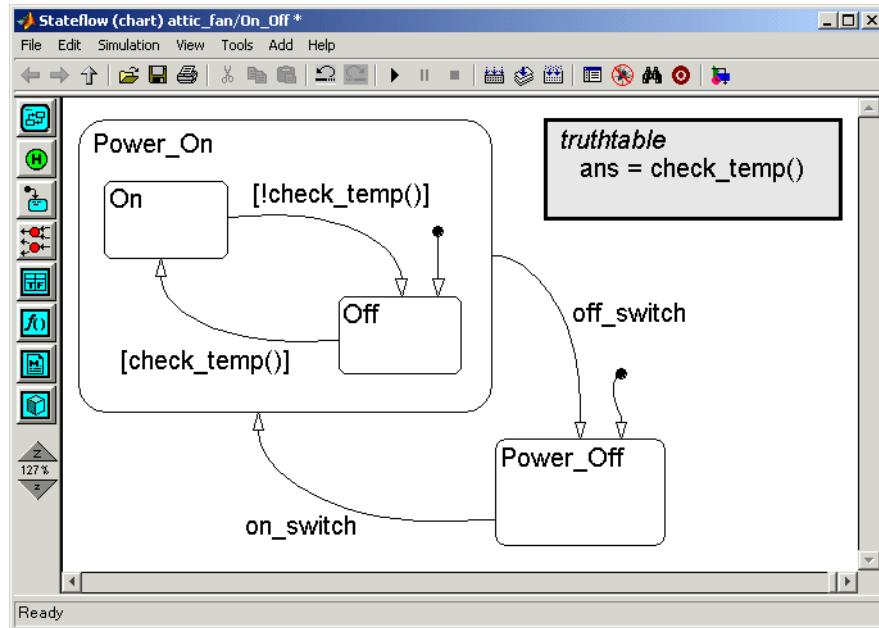 Stateflow (chart) attic_fan/On_Off *
File Edit Simulation View Tools Add Help
Power_On
truthtable
ans = check_temp()
On
[!check_temp()]
Off
off_switch
[check_temp()]
Power_Off
on_switch
H
TF
f()
M
Z
127%
z
Ready